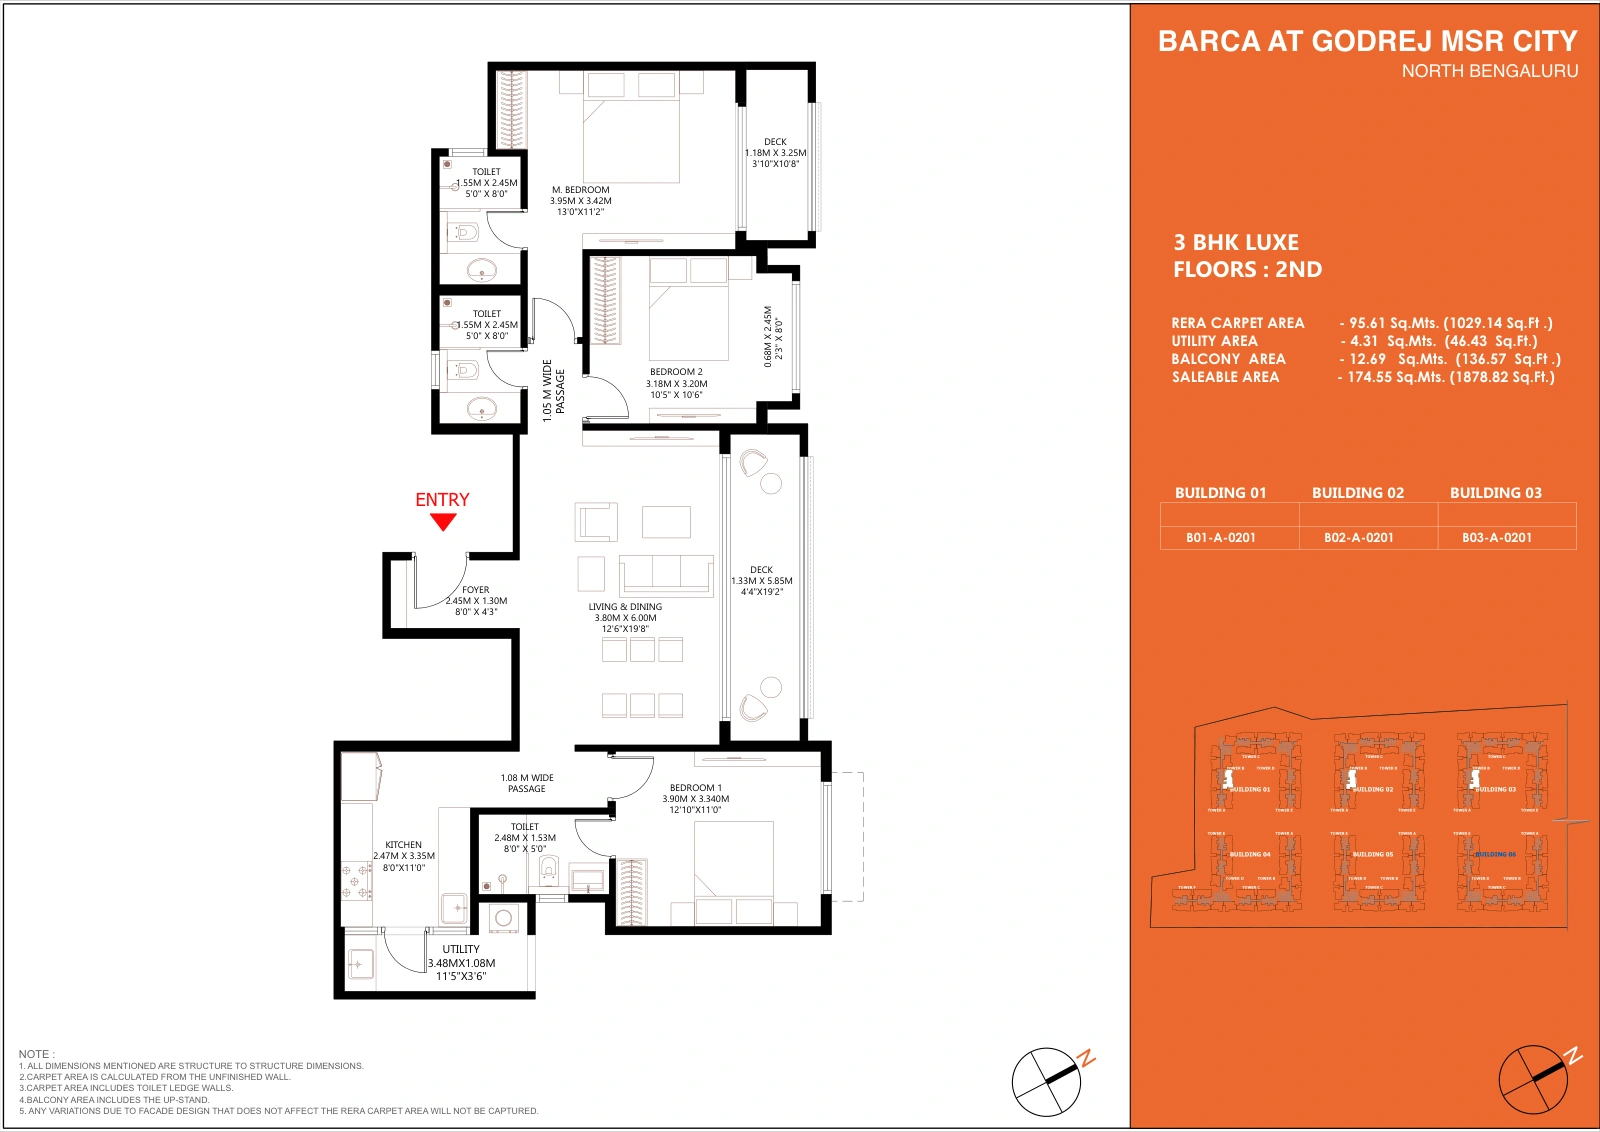 BARCA AT GODREJ MSR CITY
NORTH BENGALURU
3 BHK LUXE
FLOORS : 2ND
RERA CARPET AREA - 95.61 Sq.Mts. (1029.14 Sq.Ft .)
UTILITY AREA - 4.31 Sq.Mts. (46.43 Sq.Ft.)
BALCONY AREA - 12.69 Sq.Mts. (136.57 Sq.Ft .)
SALEABLE AREA - 174.55 Sq.Mts. (1878.82 Sq.Ft.)
BUILDING 01 BUILDING 02 BUILDING 03
B01-A-0201 B02-A-0201 B03-A-0201
DECK
1.18M X 3.25M
3'10"X10'8"
TOILET
1.55M X 2.45M
5'0" X 8'0"
M. BEDROOM
3.95M X 3.42M
13'0"X11'2"
TOILET
1.55M X 2.45M
5'0" X 8'0"
0.68M X 2.45M
2'3" X 8'0"
1.05 M WIDE
PASSAGE
BEDROOM 2
3.18M X 3.20M
10'5" X 10'6"
ENTRY
FOYER
2.45M X 1.30M
8'0" X 4'3"
LIVING & DINING
3.80M X 6.00M
12'6"X19'8"
DECK
1.33M X 5.85M
4'4"X19'2"
1.08 M WIDE
PASSAGE
BEDROOM 1
3.90M X 3.340M
12'10"X11'0"
TOILET
2.48M X 1.53M
8'0" X 5'0"
KITCHEN
2.47M X 3.35M
8'0"X11'0"
UTILITY
3.48MX1.08M
11'5"X3'6"
BUILDING 01
BUILDING 02
BUILDING 03
BUILDING 04
BUILDING 05
BUILDING 06
NOTE :
1. ALL DIMENSIONS MENTIONED ARE STRUCTURE TO STRUCTURE DIMENSIONS.
2.CARPET AREA IS CALCULATED FROM THE UNFINISHED WALL.
3.CARPET AREA INCLUDES TOILET LEDGE WALLS.
4.BALCONY AREA INCLUDES THE UP-STAND.
5. ANY VARIATIONS DUE TO FACADE DESIGN THAT DOES NOT AFFECT THE RERA CARPET AREA WILL NOT BE CAPTURED.
N
N